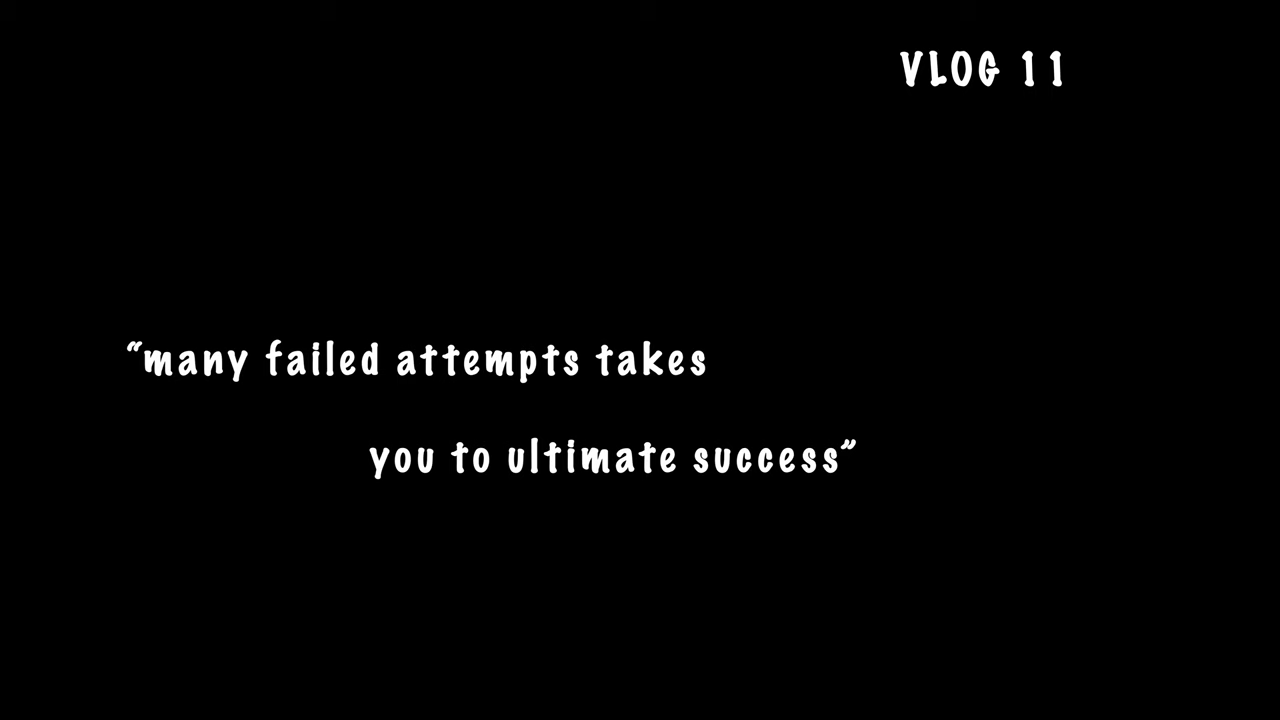 VLOG 11
“many failed attempts takes
you to ultimate success”